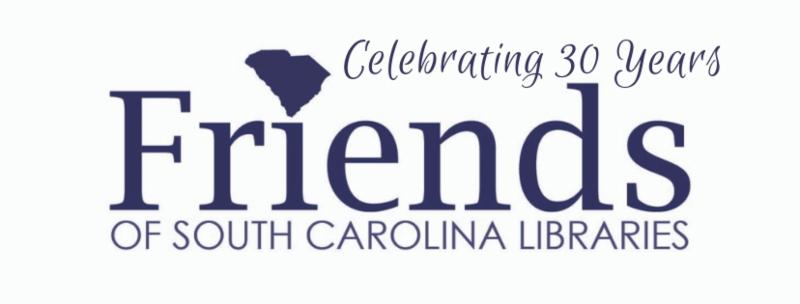 Celebrating 30 Years
Friends
OF SOUTH CAROLINA LIBRARIES